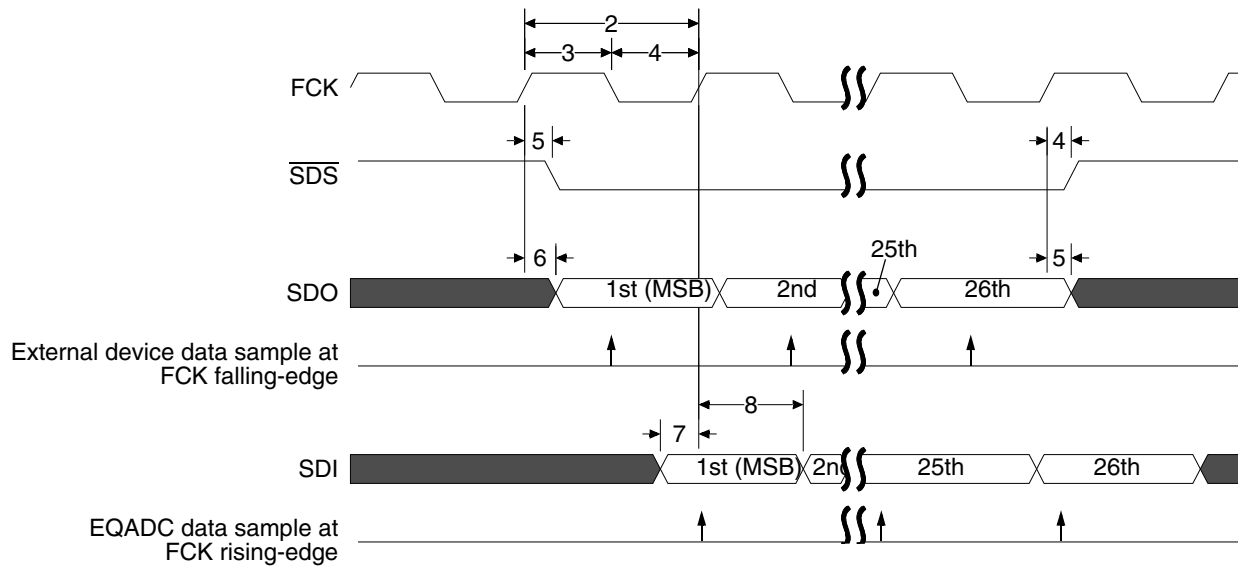 2
3
4
FCK
5
4
SDS
6
5
25th
SDO
1st (MSB)
2nd
26th
External device data sample at
FCK falling-edge
8
7
SDI
1st (MSB)
2nd
25th
26th
EQADC data sample at
FCK rising-edge